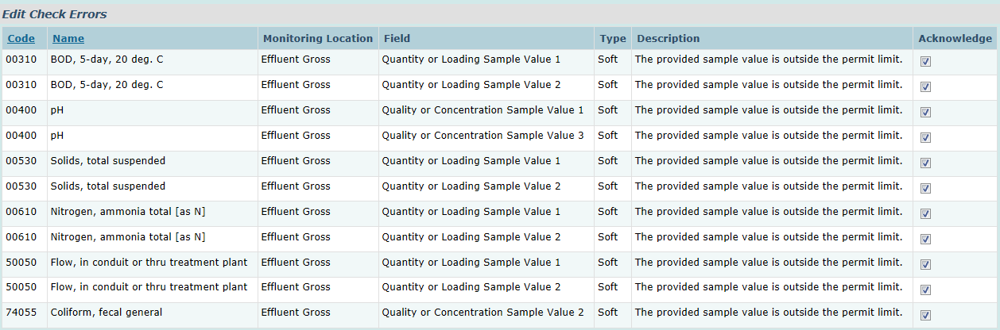 Edit Check Errors
Code Name Monitoring Location Field Type Description Acknowledge
00310 BOD, 5-day, 20 deg. C Effluent Gross Quantity or Loading Sample Value 1 Soft The provided sample value is outside the permit limit.
00310 BOD, 5-day, 20 deg. C Effluent Gross Quantity or Loading Sample Value 2 Soft The provided sample value is outside the permit limit.
00400 pH Effluent Gross Quality or Concentration Sample Value 1 Soft The provided sample value is outside the permit limit.
00400 pH Effluent Gross Quality or Concentration Sample Value 3 Soft The provided sample value is outside the permit limit.
00530 Solids, total suspended Effluent Gross Quantity or Loading Sample Value 1 Soft The provided sample value is outside the permit limit.
00530 Solids, total suspended Effluent Gross Quantity or Loading Sample Value 2 Soft The provided sample value is outside the permit limit.
00610 Nitrogen, ammonia total [as N] Effluent Gross Quantity or Loading Sample Value 1 Soft The provided sample value is outside the permit limit.
00610 Nitrogen, ammonia total [as N] Effluent Gross Quantity or Loading Sample Value 2 Soft The provided sample value is outside the permit limit.
50050 Flow, in conduit or thru treatment plant Effluent Gross Quantity or Loading Sample Value 1 Soft The provided sample value is outside the permit limit.
50050 Flow, in conduit or thru treatment plant Effluent Gross Quantity or Loading Sample Value 2 Soft The provided sample value is outside the permit limit.
74055 Coliform, fecal general Effluent Gross Quality or Concentration Sample Value 2 Soft The provided sample value is outside the permit limit.